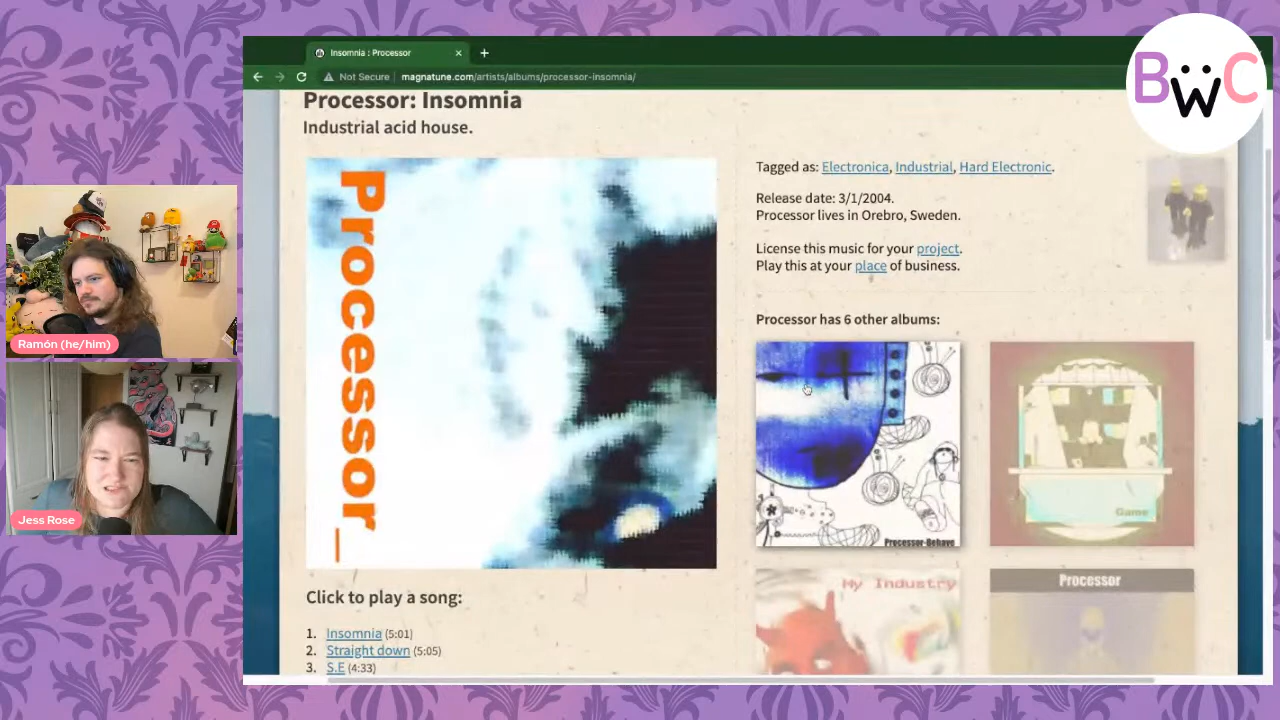 Insomnia : Processor
Not Secure magnatune.com/artists/albums/processor-insomnia/
BWC
Processor: Insomnia
Industrial acid house.
Processor_
Tagged as: Electronica, Industrial, Hard Electronic.
Release date: 3/1/2004.
Processor lives in Orebro, Sweden.
License this music for your project.
Play this at your place of business.
Processor has 6 other albums:
Processor-Behave
Game
My Industry
Processor
Click to play a song:
1. Insomnia (5:01)
2. Straight down (5:05)
3. S.E (4:33)
Ramón (he/him)
Jess Rose